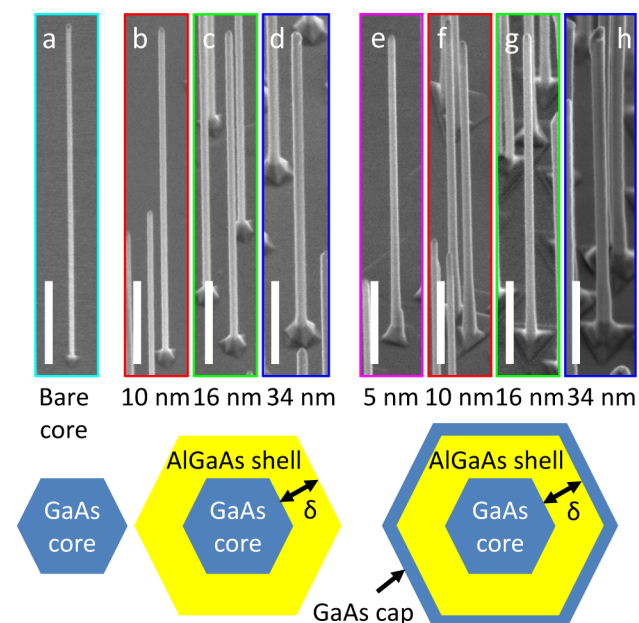 a b c d e f g h
Bare core 10 nm 16 nm 34 nm 5 nm 10 nm 16 nm 34 nm
AlGaAs shell AlGaAs shell
GaAs core GaAs core δ GaAs core δ
GaAs cap